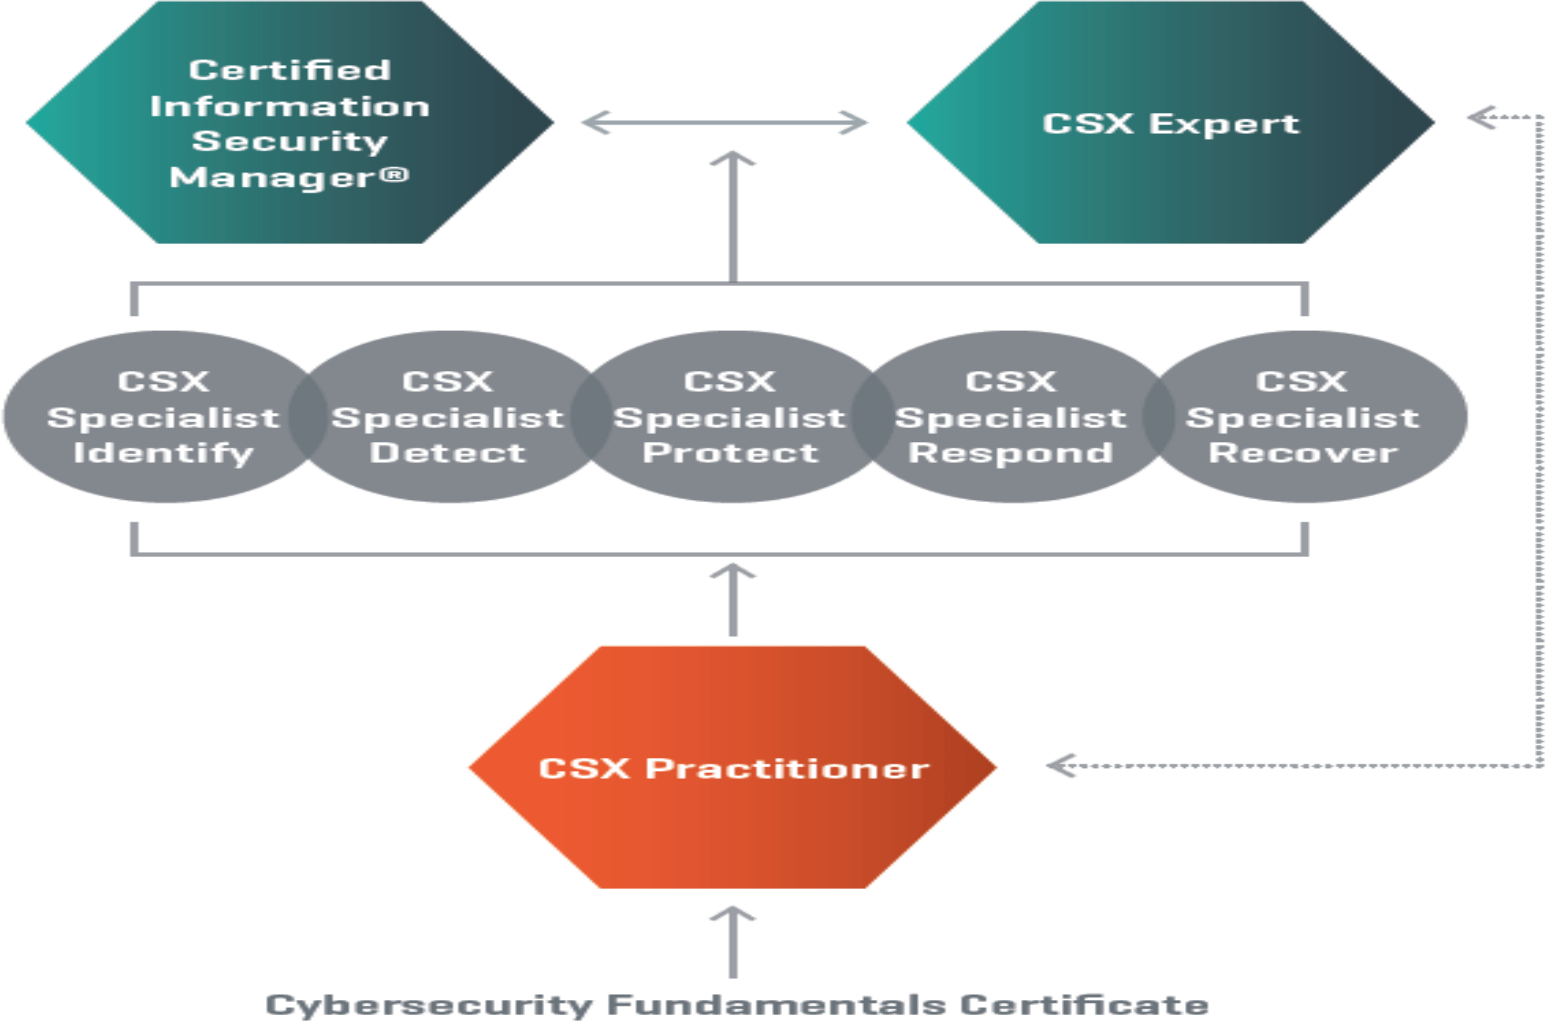 Certified
Information
Security
Manager®
CSX Expert
CSX
Specialist
Identify
CSX
Specialist
Detect
CSX
Specialist
Protect
CSX
Specialist
Respond
CSX
Specialist
Recover
CSX Practitioner
Cybersecurity Fundamentals Certificate